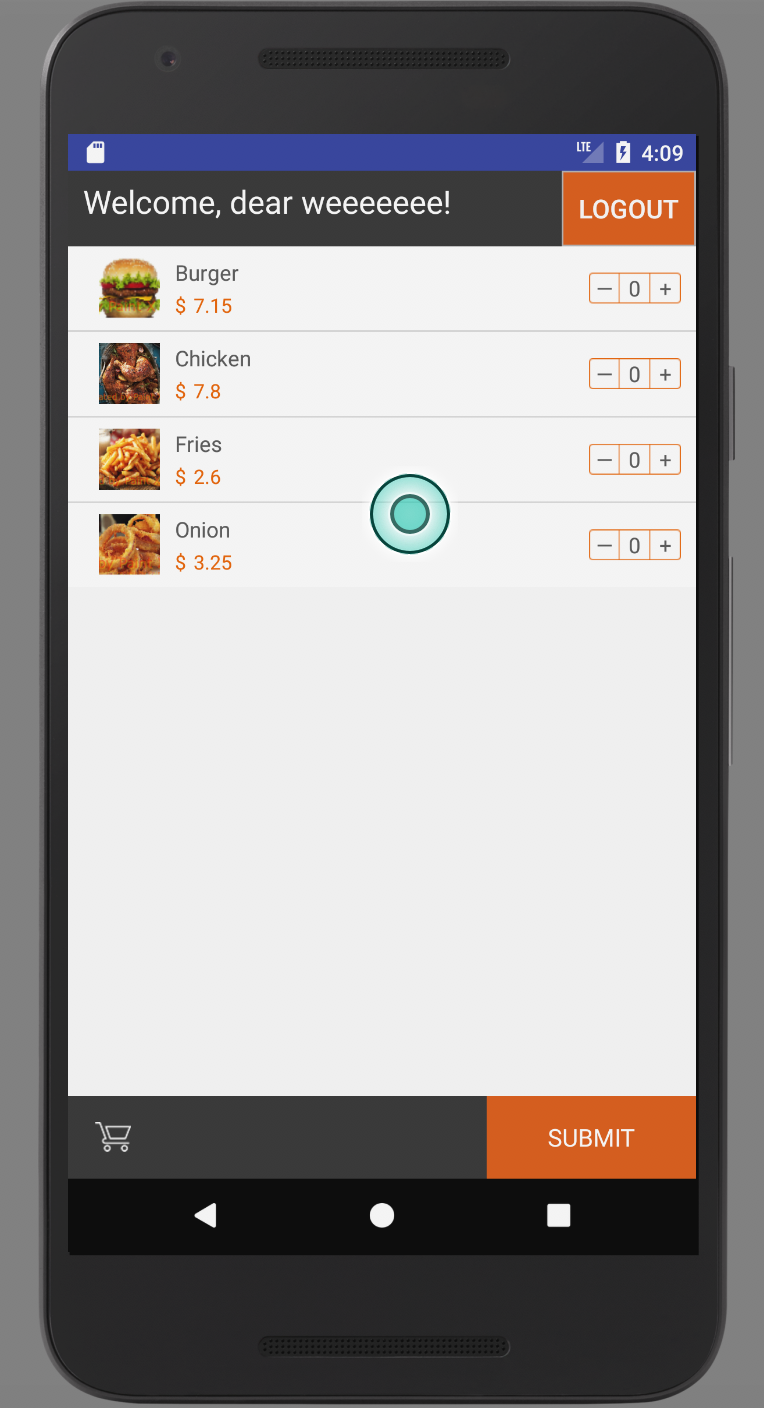 LTE 4:09
Welcome, dear weeeeeee!
LOGOUT
Burger
$ 7.15
— 0 +
Chicken
$ 7.8
— 0 +
Fries
$ 2.6
— 0 +
Onion
$ 3.25
— 0 +
SUBMIT